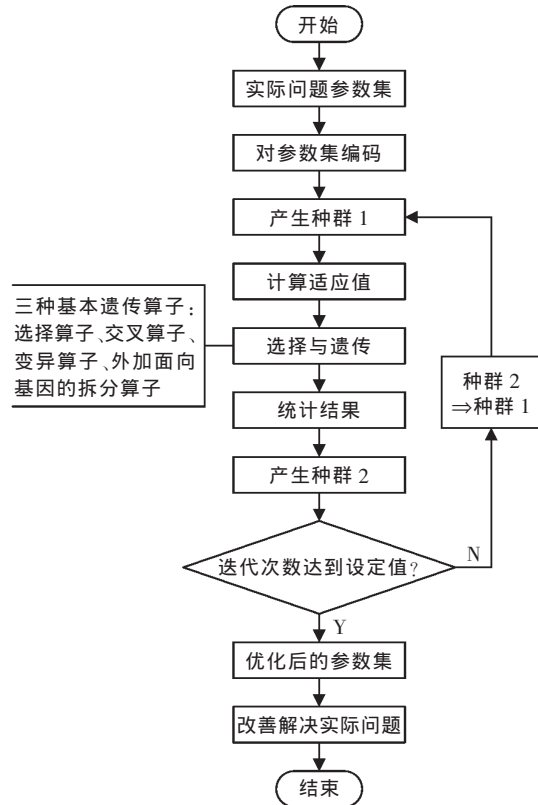 开始
实际问题参数集
对参数集编码
产生种群 1
计算适应值
三种基本遗传算子：
选择算子、交叉算子、
变异算子、外加面向
基因的拆分算子
选择与遗传
种群 2
⇒种群 1
统计结果
产生种群 2
迭代次数达到设定值？
N
Y
优化后的参数集
改善解决实际问题
结束